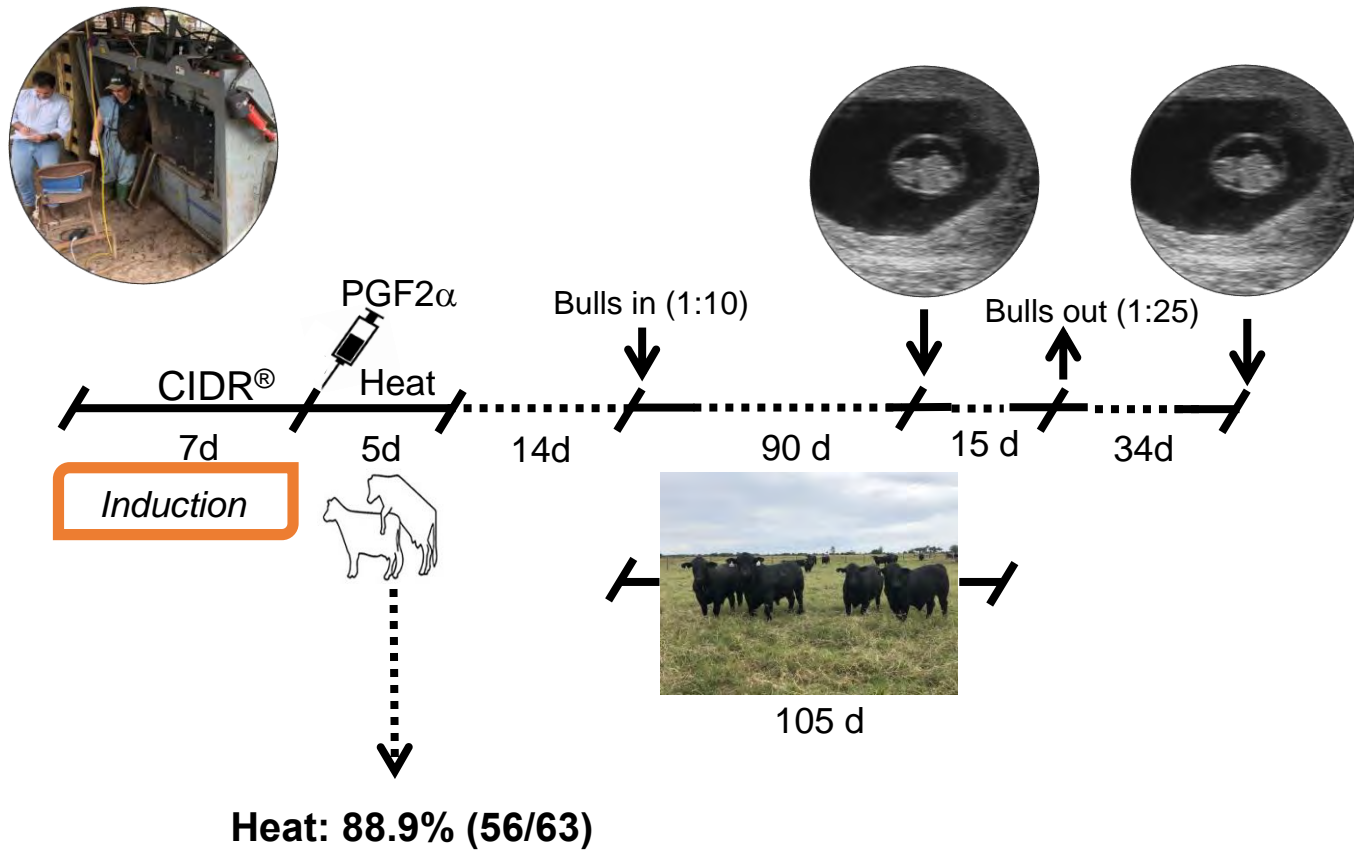 PGF2α
Bulls in (1:10)
Bulls out (1:25)
CIDR®
Heat
7d
5d
14d
90 d
15 d
34d
Induction
105 d
Heat: 88.9% (56/63)